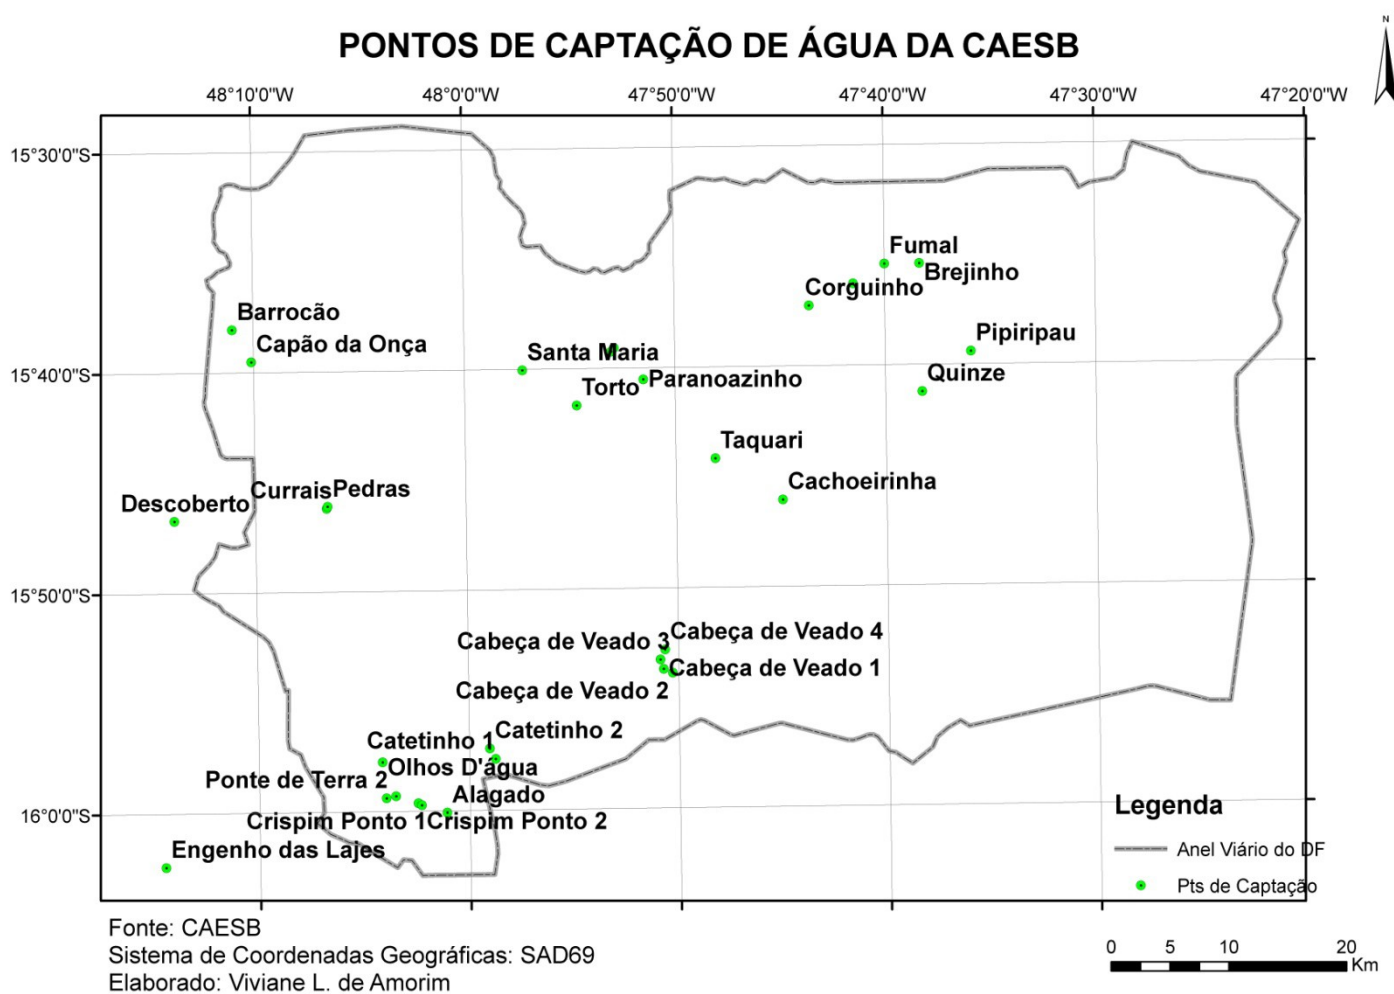 N
PONTOS DE CAPTAÇÃO DE ÁGUA DA CAESB
48°10'0"W 48°0'0"W 47°50'0"W 47°40'0"W 47°30'0"W 47°20'0"W
15°30'0"S
Fumal
Brejinho
Corguinho
Barrocão
Pipiripau
Capão da Onça
Santa Maria
15°40'0"S
Quinze
Paranoazinho
Torto
Taquari
Cachoeirinha
Currais Pedras
Descoberto
15°50'0"S
Cabeça de Veado 4
Cabeça de Veado 3
Cabeça de Veado 1
Cabeça de Veado 2
Catetinho 2
Catetinho 1
Olhos D'água
Ponte de Terra 2
Alagado
16°0'0"S
Crispim Ponto 1 Crispim Ponto 2
Engenho das Lajes
Legenda
Anel Viário do DF
Pts de Captação
Fonte: CAESB
Sistema de Coordenadas Geográficas: SAD69
Elaborado: Viviane L. de Amorim
0 5 10 20
Km